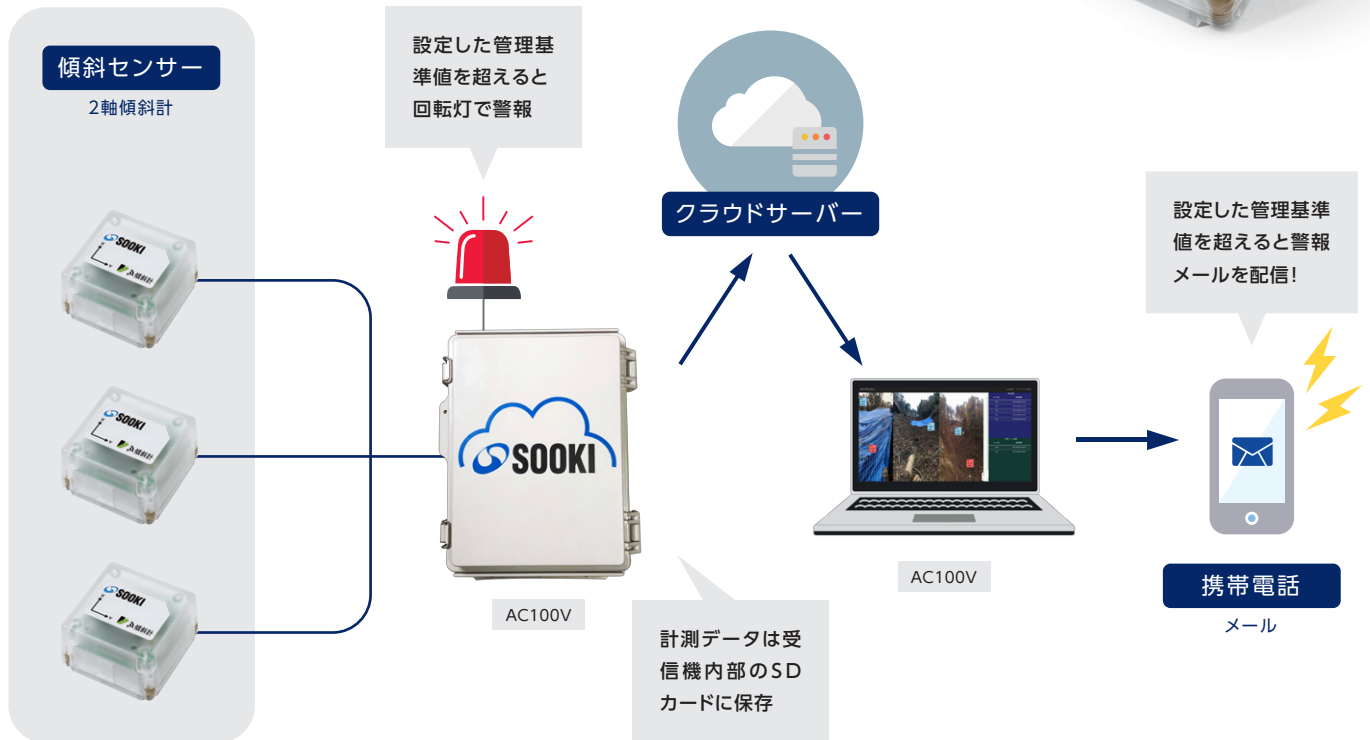 傾斜センサー
2軸傾斜計
SOOKI
傾斜計
SOOKI
傾斜計
SOOKI
傾斜計
設定した管理基
準値を超えると
回転灯で警報
SOOKI
AC100V
計測データは受
信機内部のSD
カードに保存
クラウドサーバー
AC100V
設定した管理基準
値を超えると警報
メールを配信!
携帯電話
メール